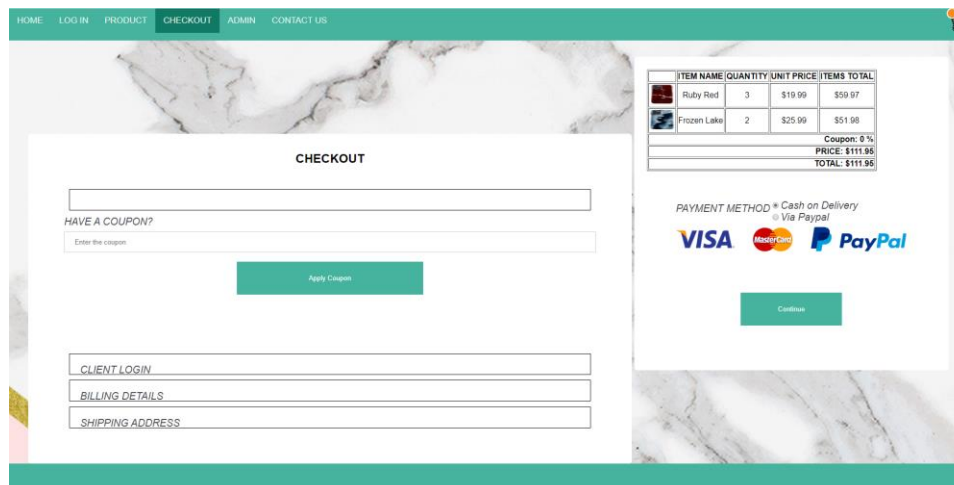 HOME LOG IN PRODUCT CHECKOUT ADMIN CONTACT US
CHECKOUT
HAVE A COUPON?
Enter the coupon
Apply Coupon
CLIENT LOGIN
BILLING DETAILS
SHIPPING ADDRESS
ITEM NAME QUANTITY UNIT PRICE ITEMS TOTAL
Ruby Red 3 $19.99 $59.97
Frozen Lake 2 $25.99 $51.98
Coupon: 0 %
PRICE: $111.95
TOTAL: $111.95
PAYMENT METHOD Cash on Delivery
Via Paypal
VISA MasterCard PayPal
Continue